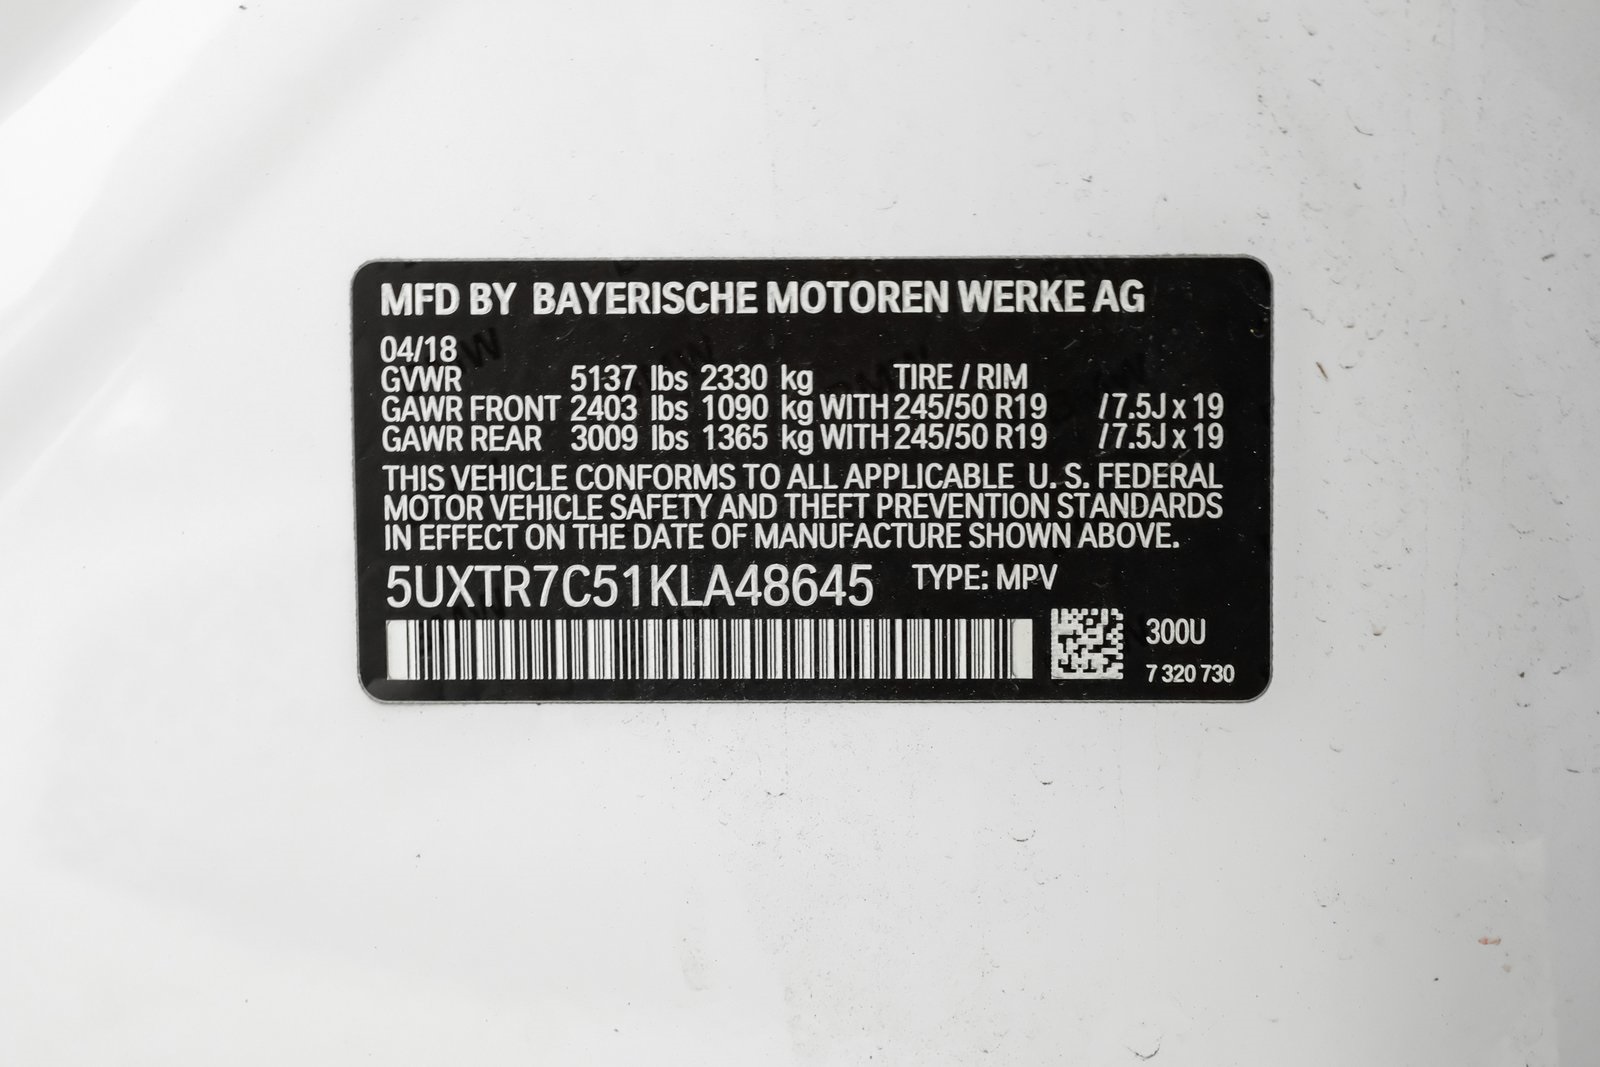 MFD BY BAYERISCHE MOTOREN WERKE AG
04/18
GVWR 5137 lbs 2330 kg TIRE / RIM
GAWR FRONT 2403 lbs 1090 kg WITH 245/50 R19 / 7.5J x 19
GAWR REAR 3009 lbs 1365 kg WITH 245/50 R19 / 7.5J x 19
THIS VEHICLE CONFORMS TO ALL APPLICABLE U. S. FEDERAL
MOTOR VEHICLE SAFETY AND THEFT PREVENTION STANDARDS
IN EFFECT ON THE DATE OF MANUFACTURE SHOWN ABOVE.
5UXTR7C51KLA48645 TYPE: MPV
300U
7 320 730